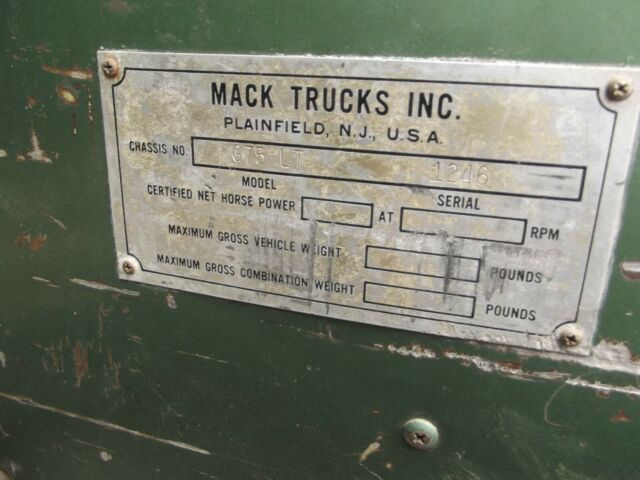 MACK TRUCKS INC.
PLAINFIELD, N.J., U.S.A.
CHASSIS NO. G75 LT 1246
MODEL SERIAL
CERTIFIED NET HORSE POWER AT RPM
MAXIMUM GROSS VEHICLE WEIGHT POUNDS
MAXIMUM GROSS COMBINATION WEIGHT POUNDS